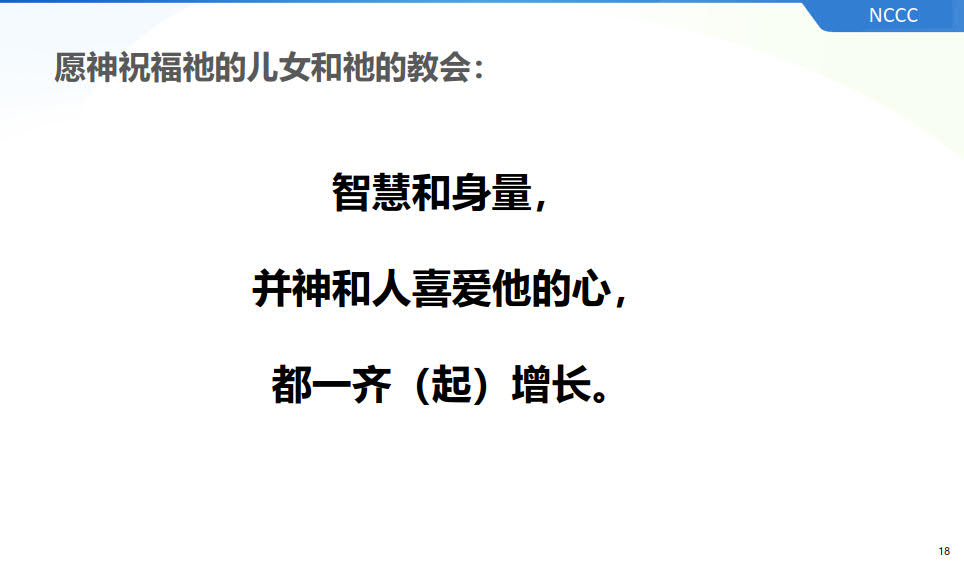 NCCC
愿神祝福祂的儿女和祂的教会：
智慧和身量，
并神和人喜爱他的心，
都一齐（起）增长。
18